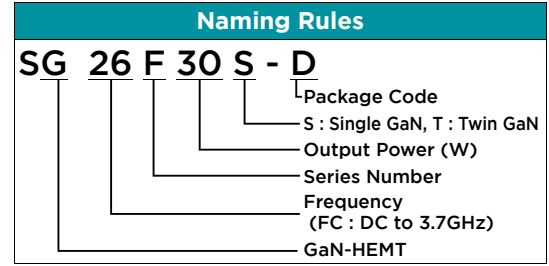 Naming Rules
SG 26 F 30 S - D
Package Code
S : Single GaN, T : Twin GaN
Output Power (W)
Series Number
Frequency
(FC : DC to 3.7GHz)
GaN-HEMT